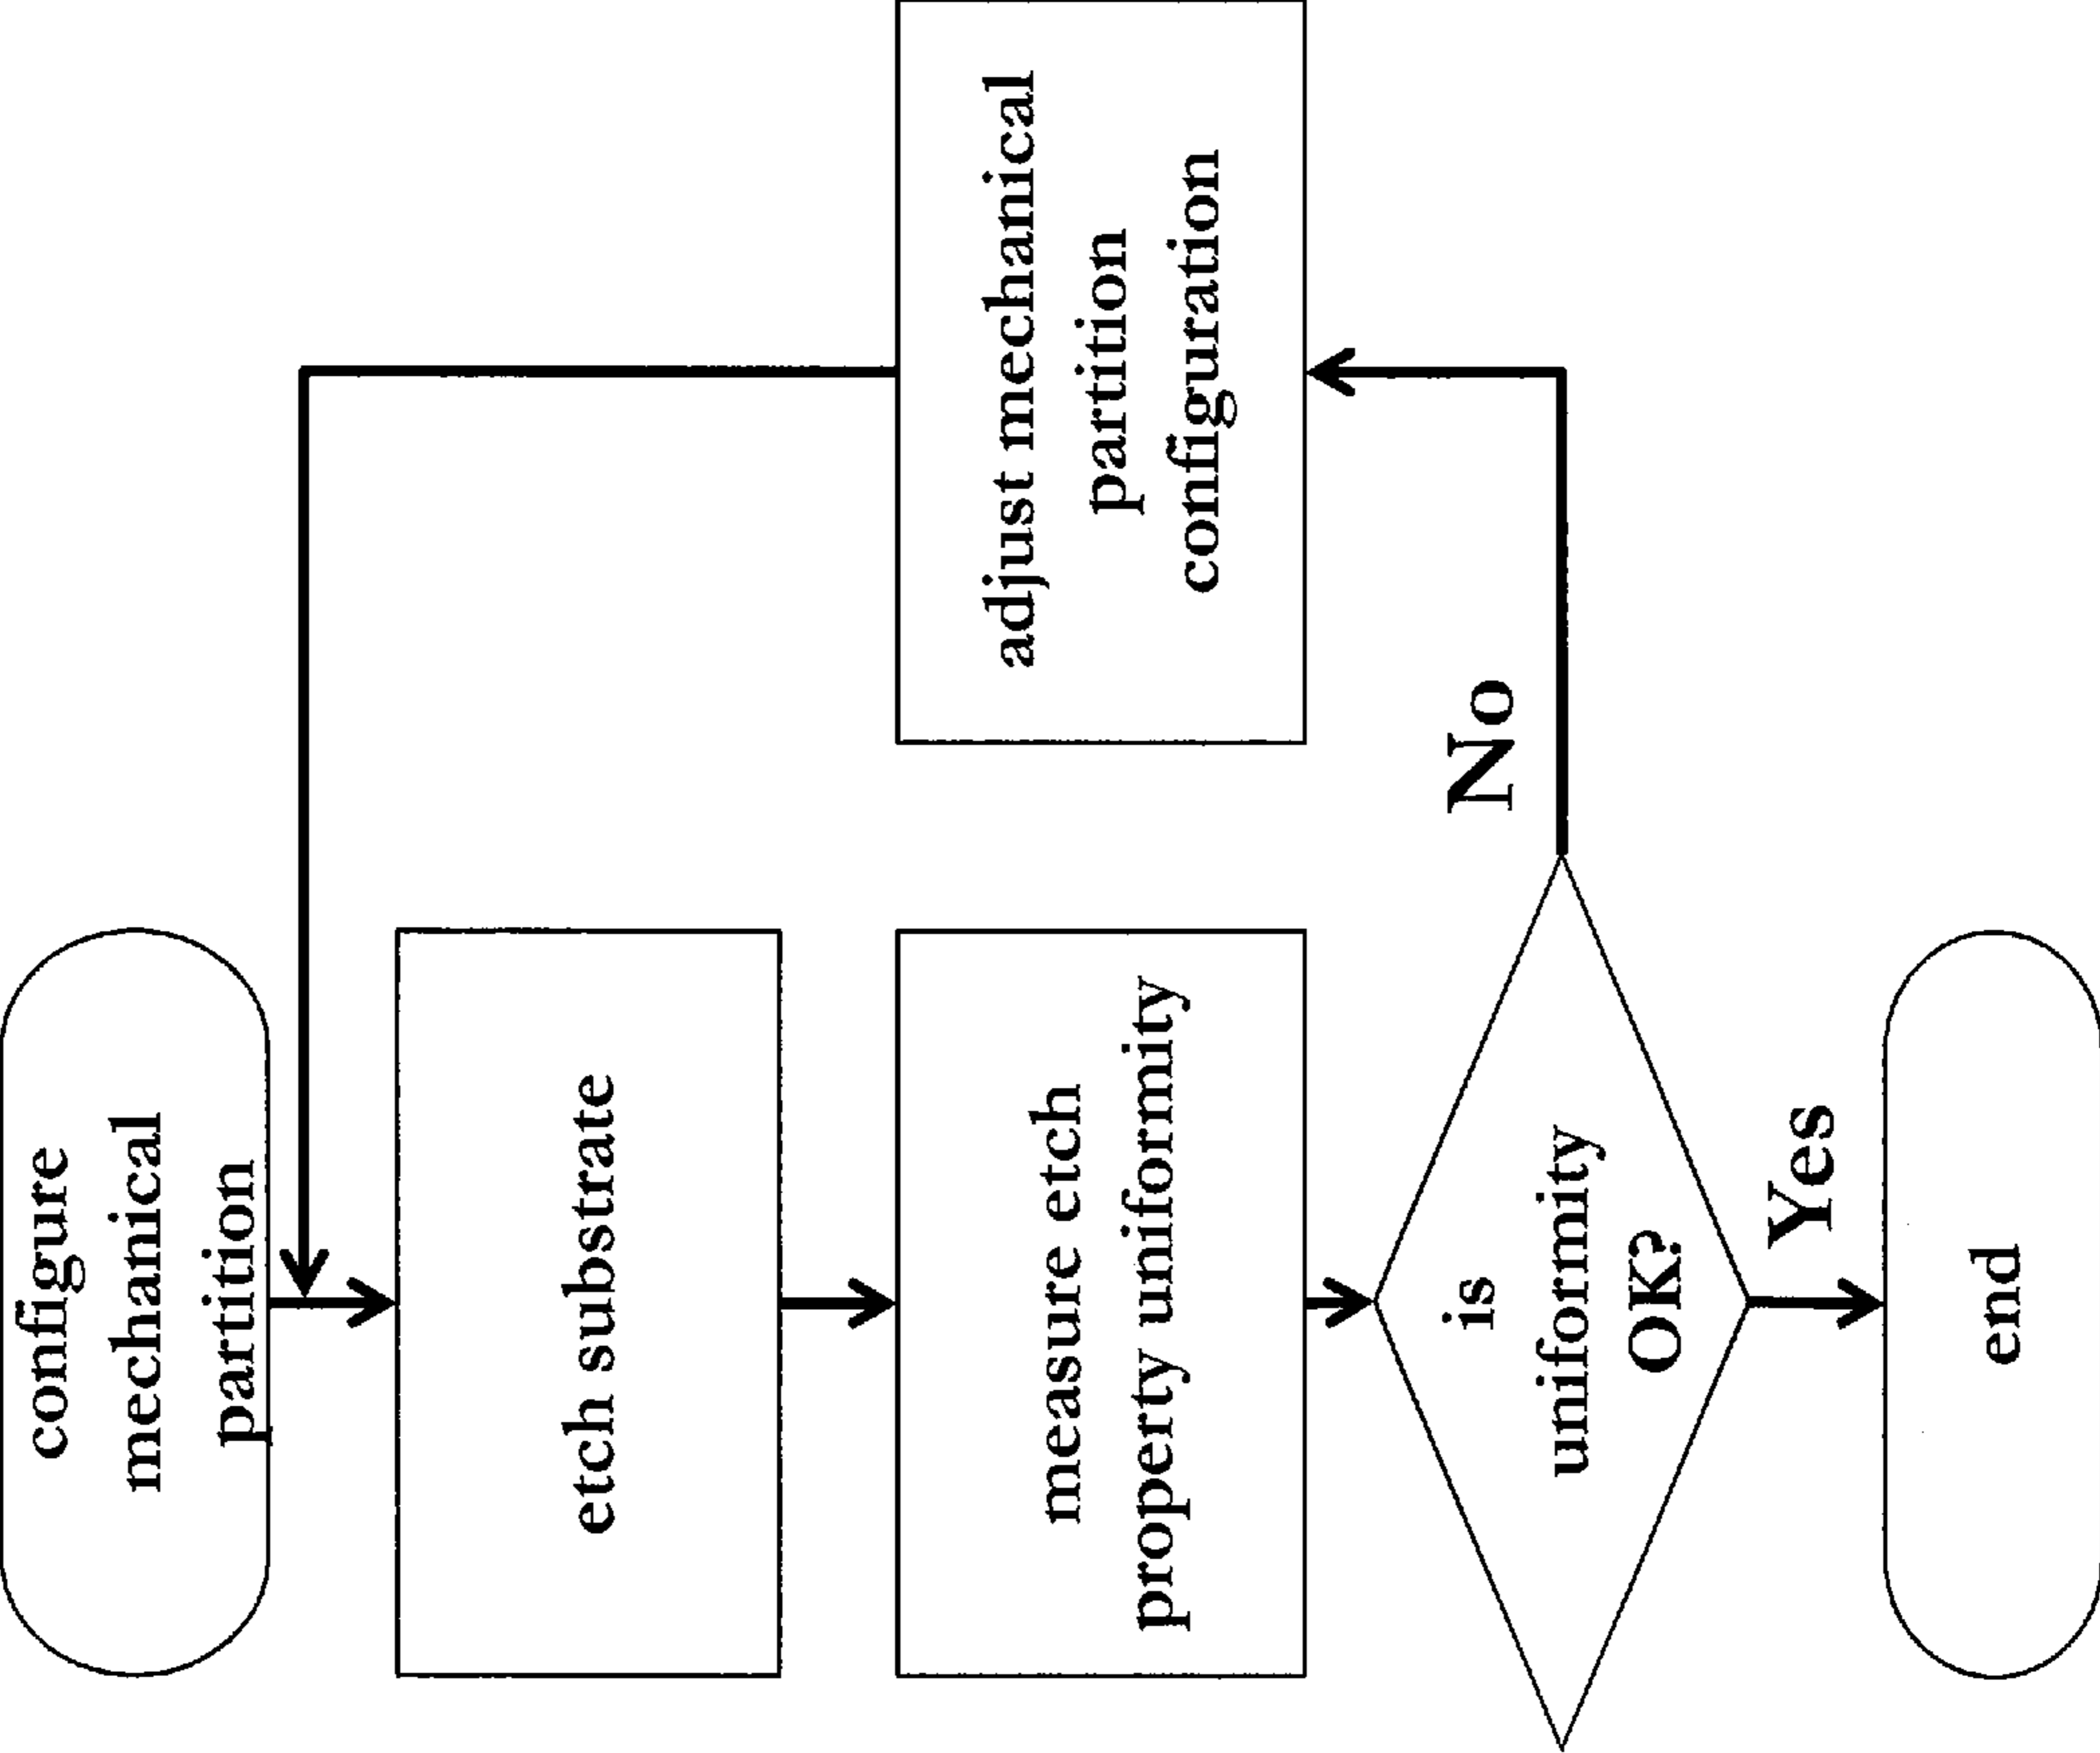 configure
mechanical
partition
etch substrate
measure etch
property uniformity
is
uniformity
OK?
Yes
end
No
adjust mechanical
partition
configuration